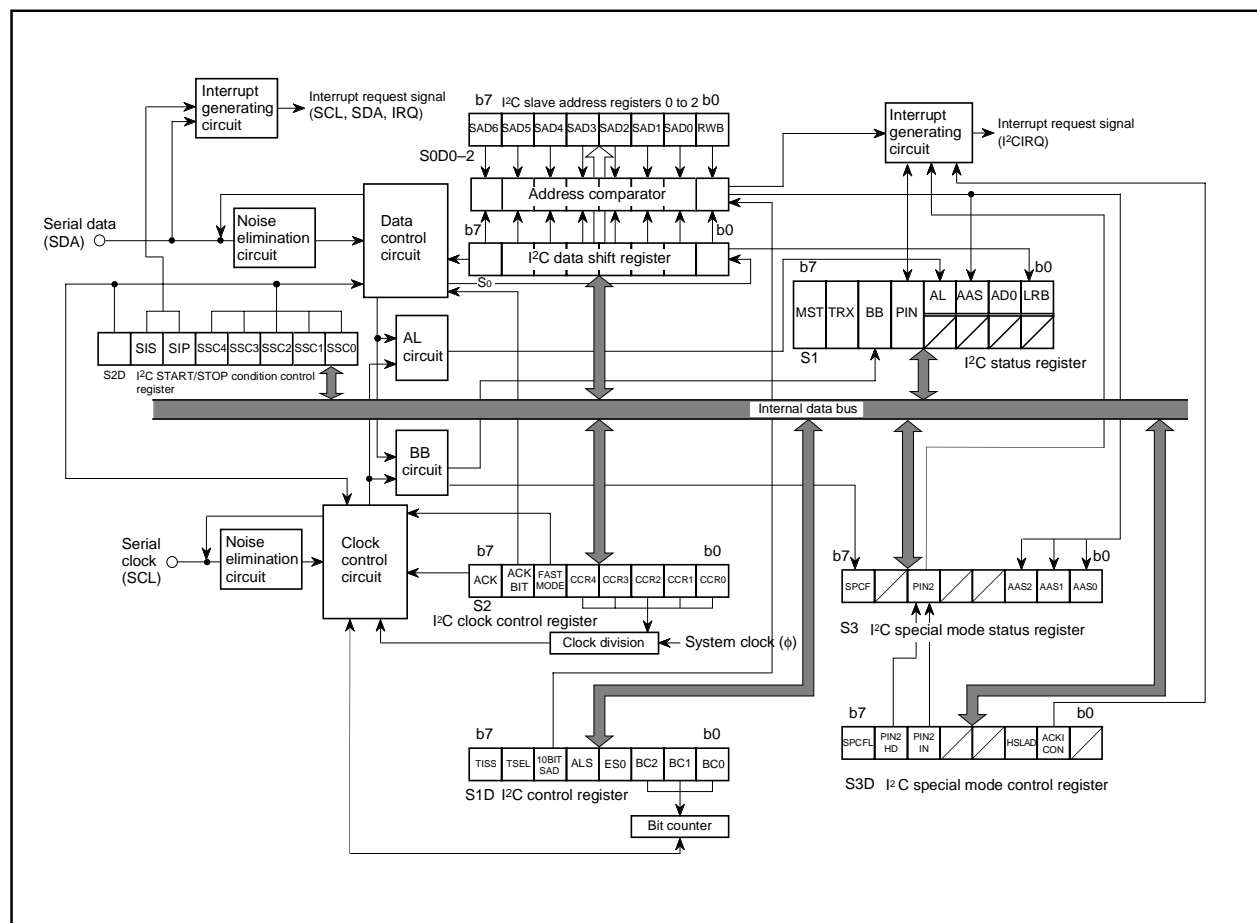 Interrupt
generating
circuit
Interrupt request signal
(SCL, SDA, IRQ)
b7
I²C slave address registers 0 to 2
b0
SAD6 SAD5 SAD4 SAD3 SAD2 SAD1 SAD0 RWB
S0D0–2
Interrupt
generating
circuit
Interrupt request signal
(I²CIRQ)
Address comparator
Serial data
(SDA)
Noise
elimination
circuit
Data
control
circuit
b7
b0
I²C data shift register
S0
b7
b0
MST TRX BB PIN AL AAS AD0 LRB
S1
I²C status register
SIS SIP SSC4 SSC3 SSC2 SSC1 SSC0
S2D
I²C START/STOP condition control
register
AL
circuit
Internal data bus
BB
circuit
Serial
clock
(SCL)
Noise
elimination
circuit
Clock
control
circuit
b7
b0
ACK ACK BIT FAST MODE CCR4 CCR3 CCR2 CCR1 CCR0
S2
I²C clock control register
Clock division
System clock (ϕ)
b7
b0
SPCF PIN2 AAS2 AAS1 AAS0
S3
I²C special mode status register
b7
b0
TISS TSEL 10BIT SAD ALS ES0 BC2 BC1 BC0
S1D I²C control register
Bit counter
b7
b0
SPCFL PIN2 HD PIN2 IN HSLAD ACKI CON
S3D
I² C special mode control register